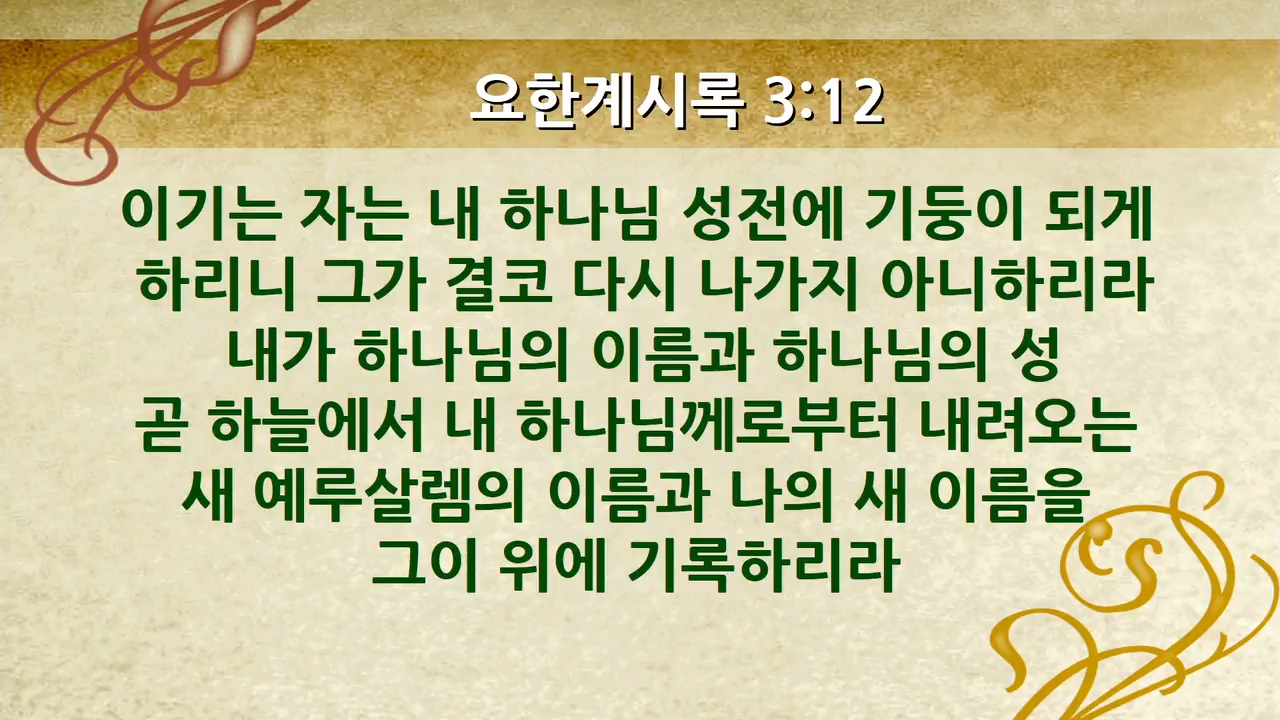 요한계시록 3:12
이기는 자는 내 하나님 성전에 기둥이 되게
하리니 그가 결코 다시 나가지 아니하리라
내가 하나님의 이름과 하나님의 성
곧 하늘에서 내 하나님께로부터 내려오는
새 예루살렘의 이름과 나의 새 이름을
그이 위에 기록하리라